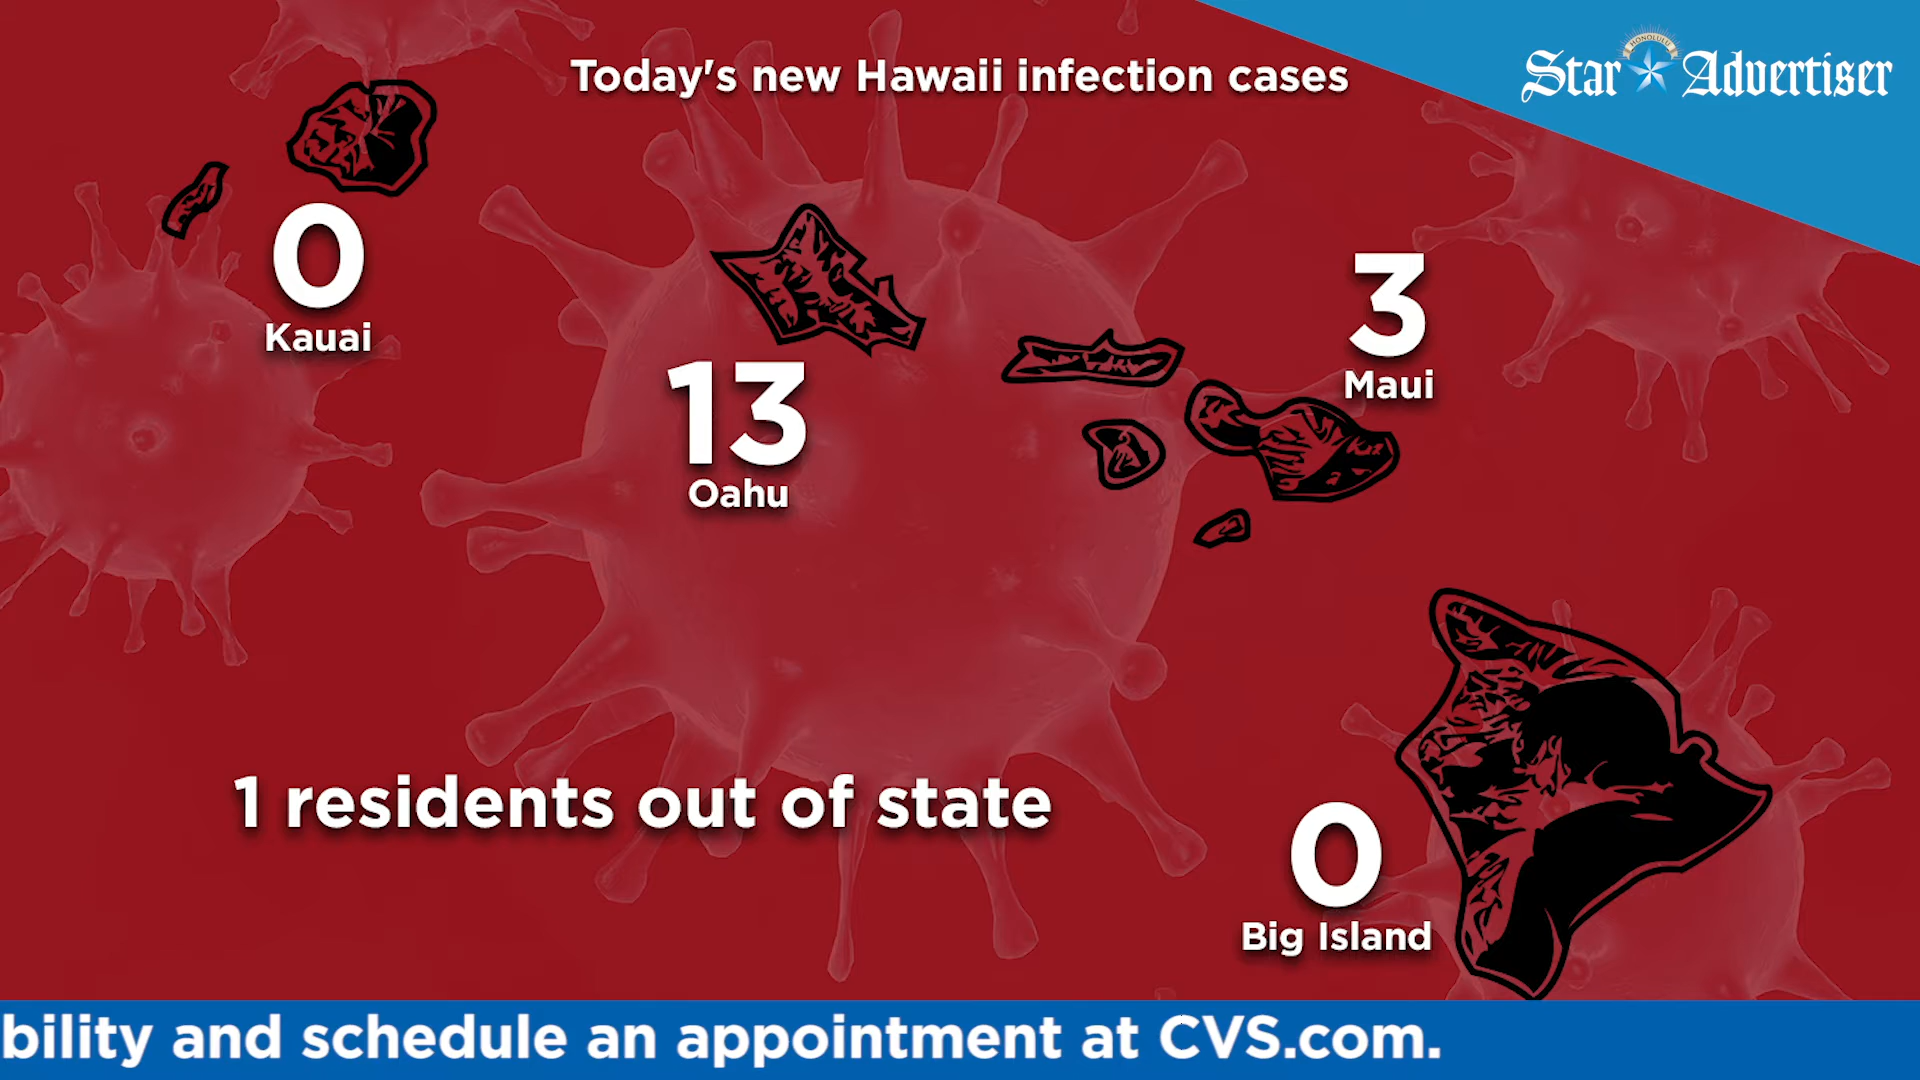 Today's new Hawaii infection cases
HONOLULU
Star Advertiser
0
Kauai
13
Oahu
3
Maui
1 residents out of state
0
Big Island
bility and schedule an appointment at CVS.com.